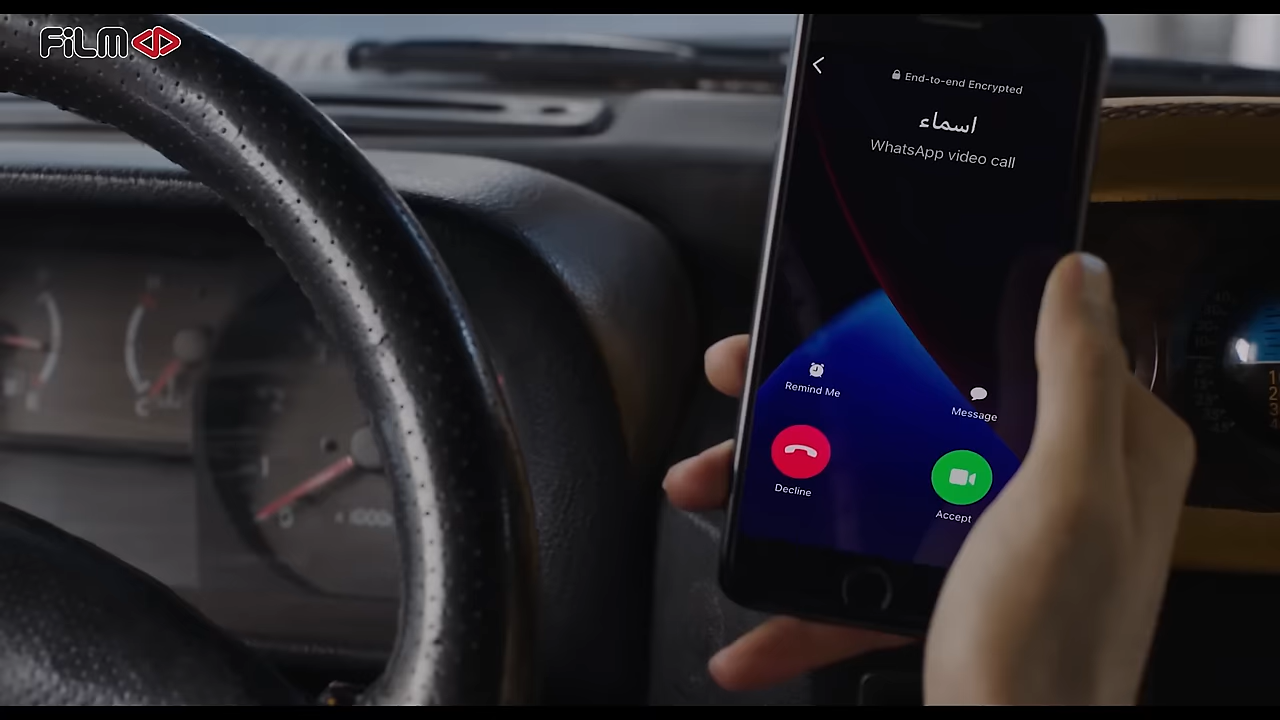 FiLM
End-to-end Encrypted
اسماء
WhatsApp video call
Remind Me
Message
Decline
Accept